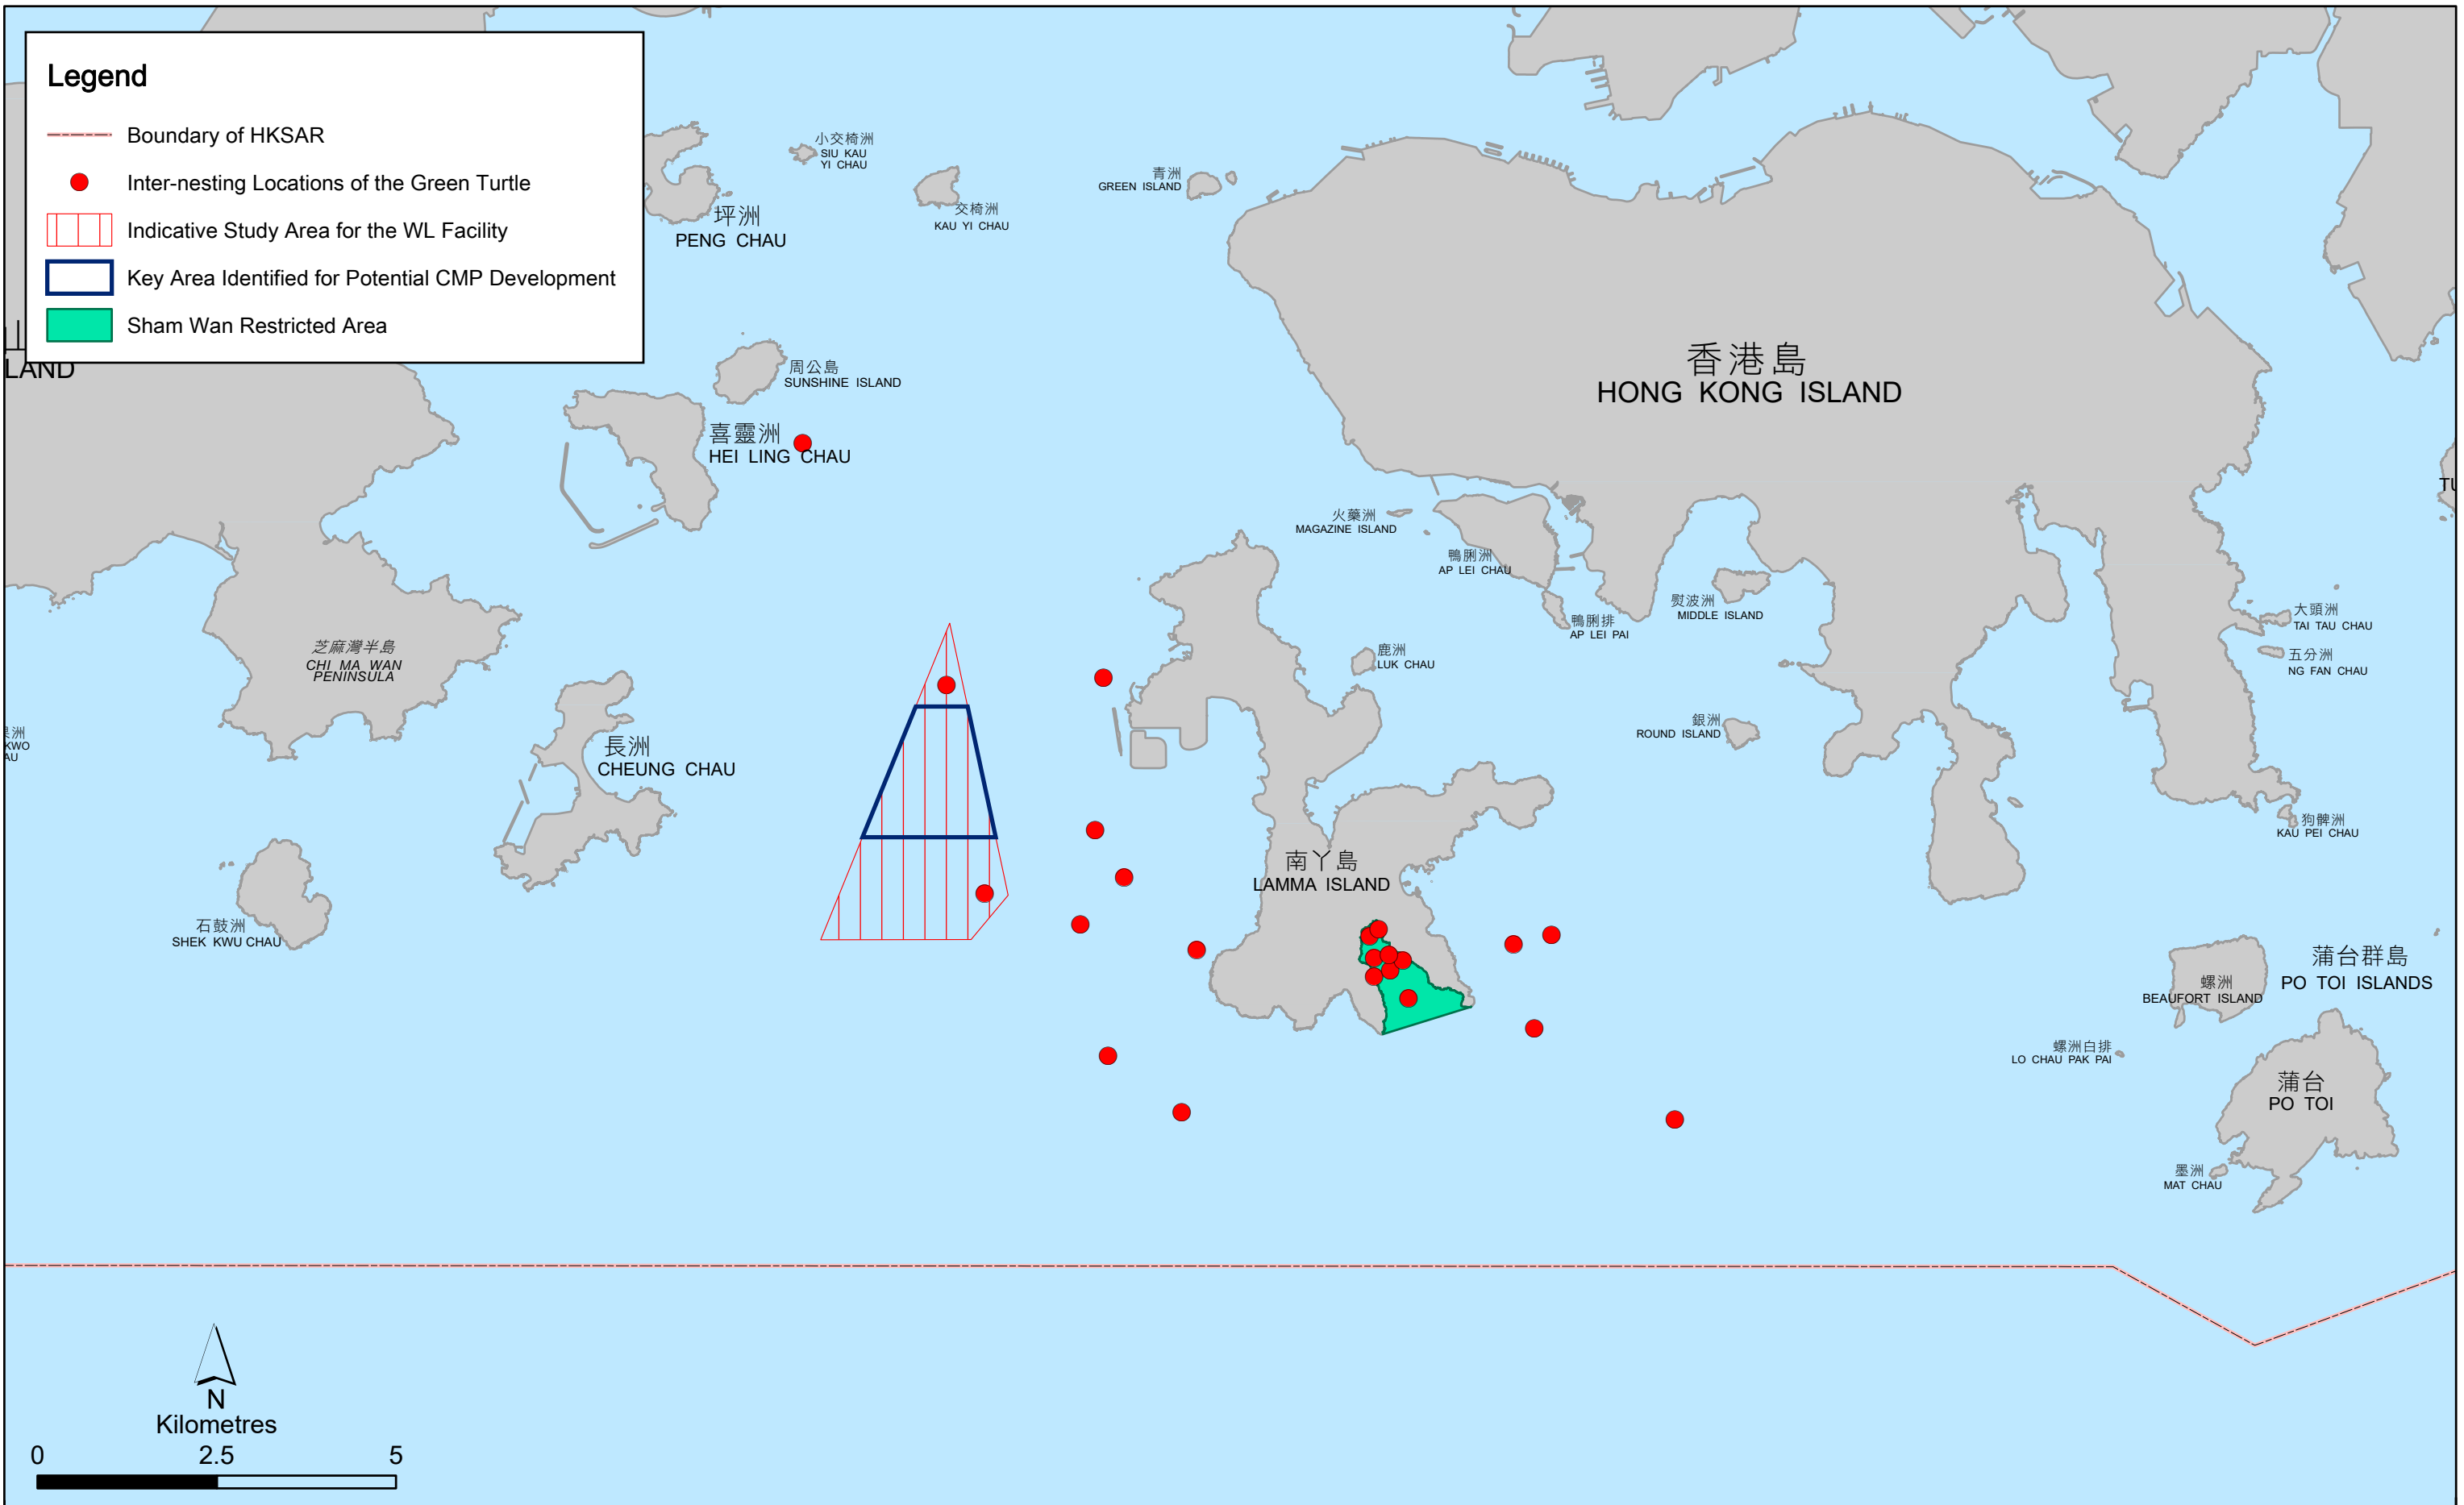 Legend
Boundary of HKSAR
Inter-nesting Locations of the Green Turtle
Indicative Study Area for the WL Facility
Key Area Identified for Potential CMP Development
Sham Wan Restricted Area
LAND
小交椅洲
SIU KAU
YI CHAU
坪洲
PENG CHAU
交椅洲
KAU YI CHAU
青洲
GREEN ISLAND
周公島
SUNSHINE ISLAND
喜靈洲
HEI LING CHAU
香港島
HONG KONG ISLAND
火藥洲
MAGAZINE ISLAND
鴨脷洲
AP LEI CHAU
鴨脷排
AP LEI PAI
熨波洲
MIDDLE ISLAND
TU
大頭洲
TAI TAU CHAU
五分洲
NG FAN CHAU
芝麻灣半島
CHI MA WAN
PENINSULA
鹿洲
LUK CHAU
銀洲
ROUND ISLAND
洲
KWO
AU
長洲
CHEUNG CHAU
狗髀洲
KAU PEI CHAU
南丫島
LAMMA ISLAND
石鼓洲
SHEK KWU CHAU
蒲台群島
PO TOI ISLANDS
螺洲
BEAUFORT ISLAND
螺洲白排
LO CHAU PAK PAI
蒲台
PO TOI
墨洲
MAT CHAU
N
Kilometres
0 2.5 5